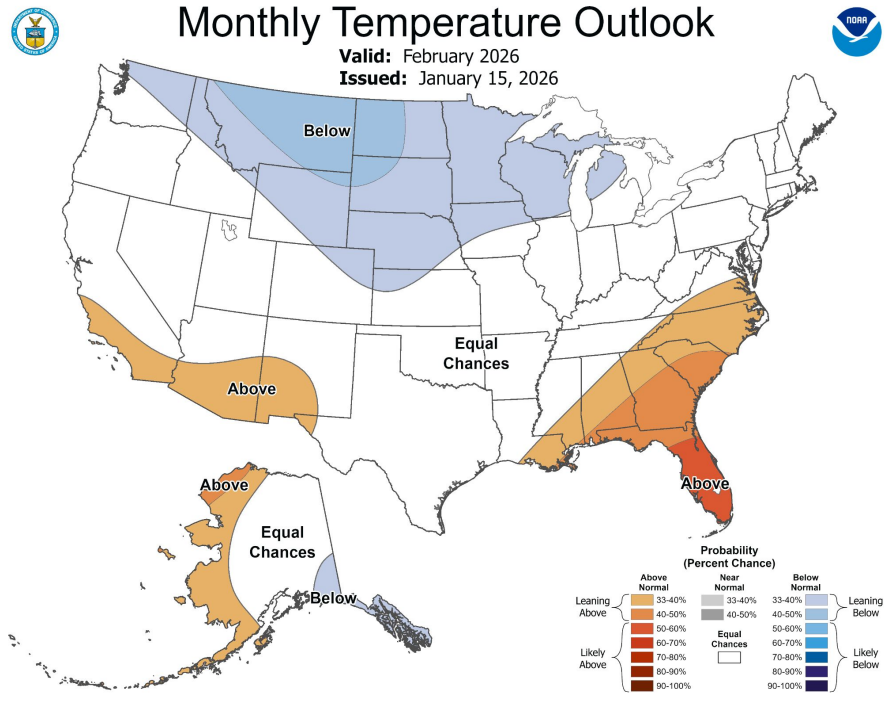 Monthly Temperature Outlook
Valid: February 2026
Issued: January 15, 2026
NOAA
Below
Equal
Chances
Above
Above
Above
Equal
Chances
Below
Probability
(Percent Chance)
Above
Normal
Near
Normal
Below
Normal
Leaning
Above
33-40%
40-50%
Likely
Above
50-60%
60-70%
70-80%
80-90%
90-100%
33-40%
40-50%
Equal
Chances
33-40%
40-50%
Leaning
Below
50-60%
60-70%
70-80%
80-90%
90-100%
Likely
Below